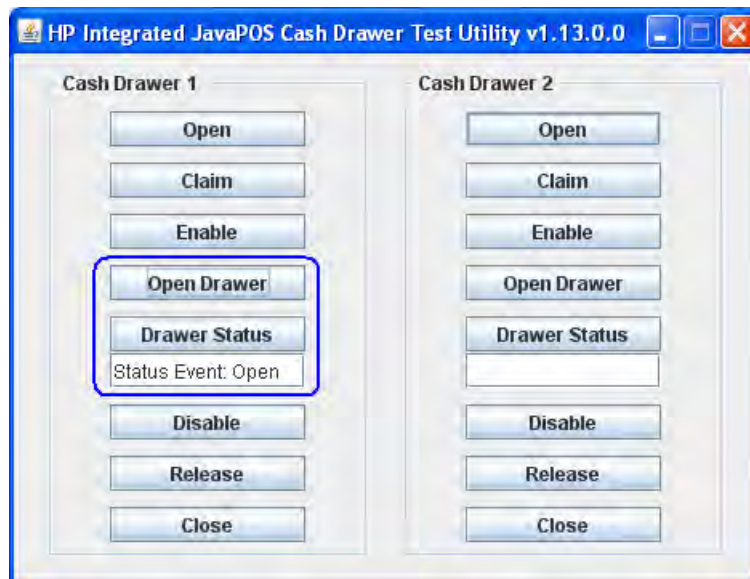 HP Integrated JavaPOS Cash Drawer Test Utility v1.13.0.0
Cash Drawer 1
Open
Claim
Enable
Open Drawer
Drawer Status
Status Event: Open
Disable
Release
Close
Cash Drawer 2
Open
Claim
Enable
Open Drawer
Drawer Status
Disable
Release
Close